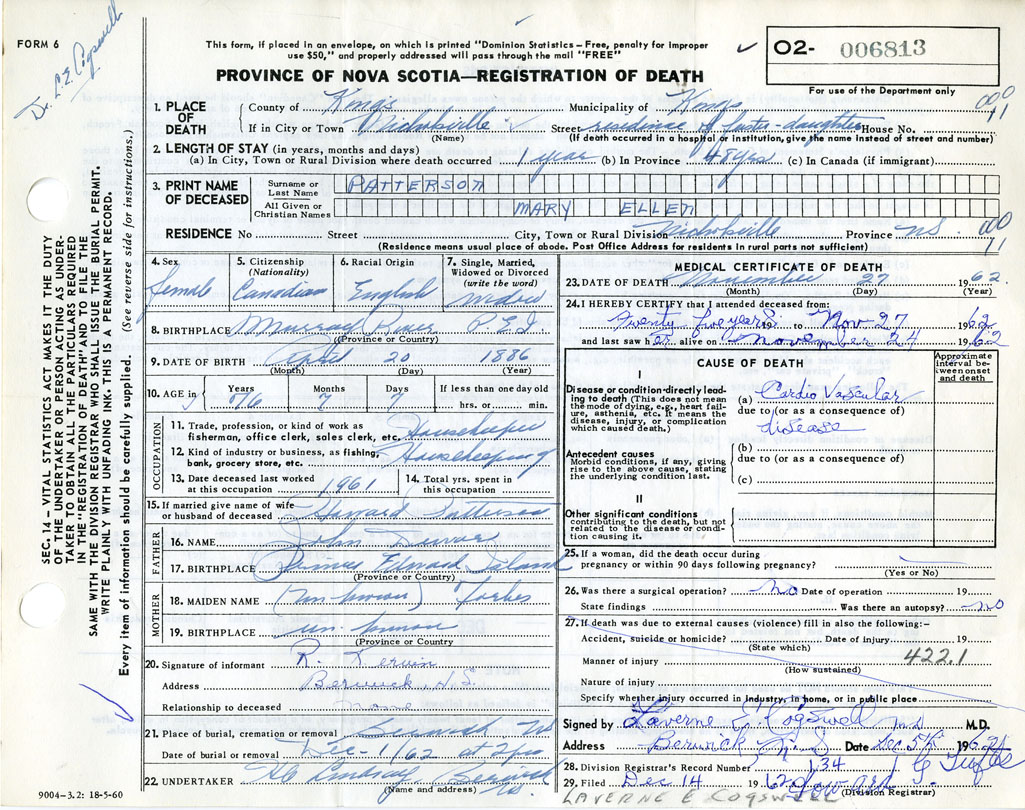 FORM 6
Dr. L. E. Cogswell
This form, if placed in an envelope, on which is printed "Dominion Statistics – Free, penalty for improper
use $50," and properly addressed will pass through the mail "FREE"
✓ 02- 006813
For use of the Department only
PROVINCE OF NOVA SCOTIA—REGISTRATION OF DEATH
SEC. 14 – VITAL STATISTICS ACT MAKES IT THE DUTY
OF THE UNDERTAKER OR PERSON ACTING AS UNDER-
TAKER TO OBTAIN ALL THE PARTICULARS REQUIRED
IN THE "REGISTRATION OF DEATH" AND TO FILE THE
SAME WITH THE DIVISION REGISTRAR WHO SHALL ISSUE THE BURIAL PERMIT.
WRITE PLAINLY WITH UNFADING INK. THIS IS A PERMANENT RECORD.
Every item of information should be carefully supplied. (See reverse side for instructions.)
1. PLACE OF DEATH
County of Kings Municipality of Kings 00
If in City or Town Nicholsville Street residence of foster-daughter House No. 11
(Name) (If death occurred in a hospital or institution, give the name instead of street and number)
2. LENGTH OF STAY (in years, months and days)
(a) In City, Town or Rural Division where death occurred 1 year (b) In Province 48 yrs (c) In Canada (if immigrant)
3. PRINT NAME OF DECEASED
Surname or Last Name PATTERSON
All Given or Christian Names MARY ELLEN
RESIDENCE No Street City, Town or Rural Division Nicholsville Province N.S. 00 11
(Residence means usual place of abode. Post Office Address for residents in rural parts not sufficient)
4. Sex female
5. Citizenship (Nationality) Canadian
6. Racial Origin English
7. Single, Married, Widowed or Divorced (write the word) widow
8. BIRTHPLACE Murray River P.E.I.
(Province or Country)
9. DATE OF BIRTH April 20 1886
(Month) (Day) (Year)
10. AGE in Years 76 Months 7 Days 7 If less than one day old hrs. or min.
OCCUPATION
11. Trade, profession, or kind of work as fisherman, office clerk, sales clerk, etc. Housekeeper
12. Kind of industry or business, as fishing, bank, grocery store, etc. Housekeeping
13. Date deceased last worked at this occupation 1961
14. Total yrs. spent in this occupation
15. If married give name of wife or husband of deceased Howard Patterson
FATHER
16. NAME John
17. BIRTHPLACE Prince Edward Island
(Province or Country)
MOTHER
18. MAIDEN NAME (unknown) Forbes
19. BIRTHPLACE unknown
(Province or Country)
20. Signature of informant R. Kerwin
Address Berwick, N.S.
Relationship to deceased none
21. Place of burial, cremation or removal Berwick NS
Date of burial or removal Dec-1/62 at 2 pm
22. UNDERTAKER Lindsay Berwick
(Name and address) NS
9004-3.2: 18-5-60
MEDICAL CERTIFICATE OF DEATH
23. DATE OF DEATH November 27 1962
(Month) (Day) (Year)
24. I HEREBY CERTIFY that I attended deceased from:
Twenty five years to Nov 27 1962
and last saw her alive on November 24 1962
CAUSE OF DEATH
Approximate interval between onset and death
I
Disease or condition directly leading to death (This does not mean the mode of dying, e.g., heart failure, asthenia, etc. It means the disease, injury, or complication which caused death.)
(a) Cardio Vascular
due to (or as a consequence of)
disease
Antecedent causes
Morbid conditions, if any, giving rise to the above cause, stating the underlying condition last.
(b)
due to (or as a consequence of)
(c)
II
Other significant conditions contributing to the death, but not related to the disease or condition causing it.
25. If a woman, did the death occur during pregnancy or within 90 days following pregnancy?
(Yes or No)
26. Was there a surgical operation? no Date of operation 19
State findings Was there an autopsy? no
27. If death was due to external causes (violence) fill in also the following:-
Accident, suicide or homicide? Date of injury 19
(State which) 422.1
Manner of injury
(How sustained)
Nature of injury
Specify whether injury occurred in Industry, in home, or in public place
Signed by Laverne E. Cogswell M.D. M.D.
Address Berwick N.S. Date Dec 5th 1962
28. Division Registrar's Record Number 134
29. Filed Dec 14 1962
(Division Registrar)
LAVERNE E COGSWELL